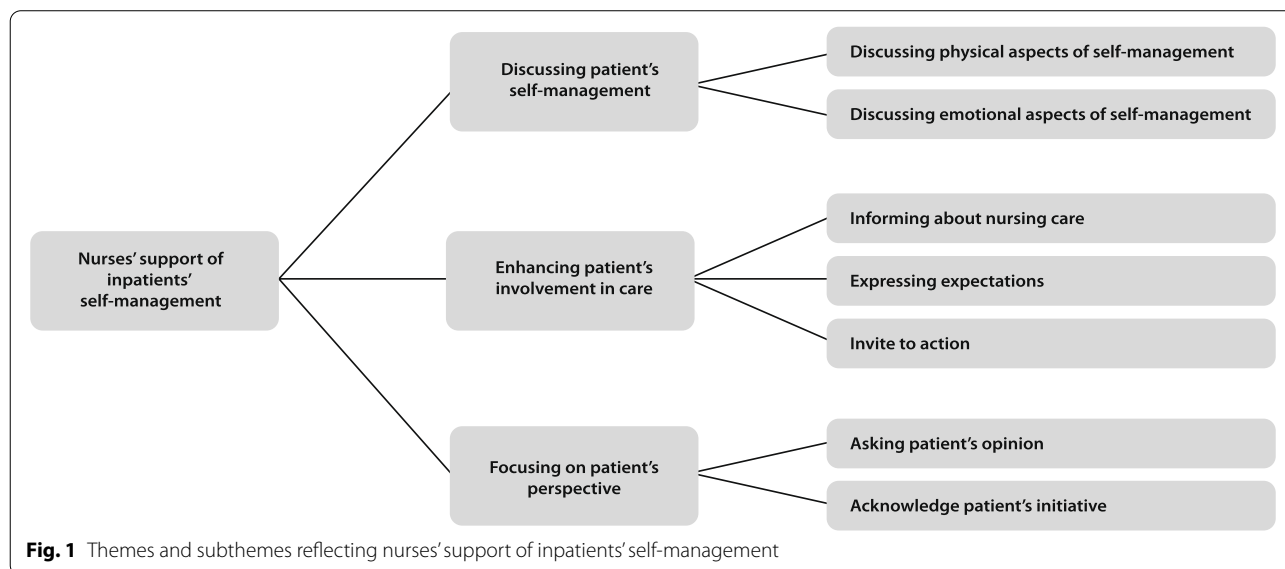 Nurses' support of
inpatients'
self-management
Discussing patient's
self-management
Discussing physical aspects of self-management
Discussing emotional aspects of self-management
Enhancing patient's
involvement in care
Informing about nursing care
Expressing expectations
Invite to action
Focusing on patient's
perspective
Asking patient's opinion
Acknowledge patient's initiative
Fig. 1 Themes and subthemes reflecting nurses' support of inpatients' self-management